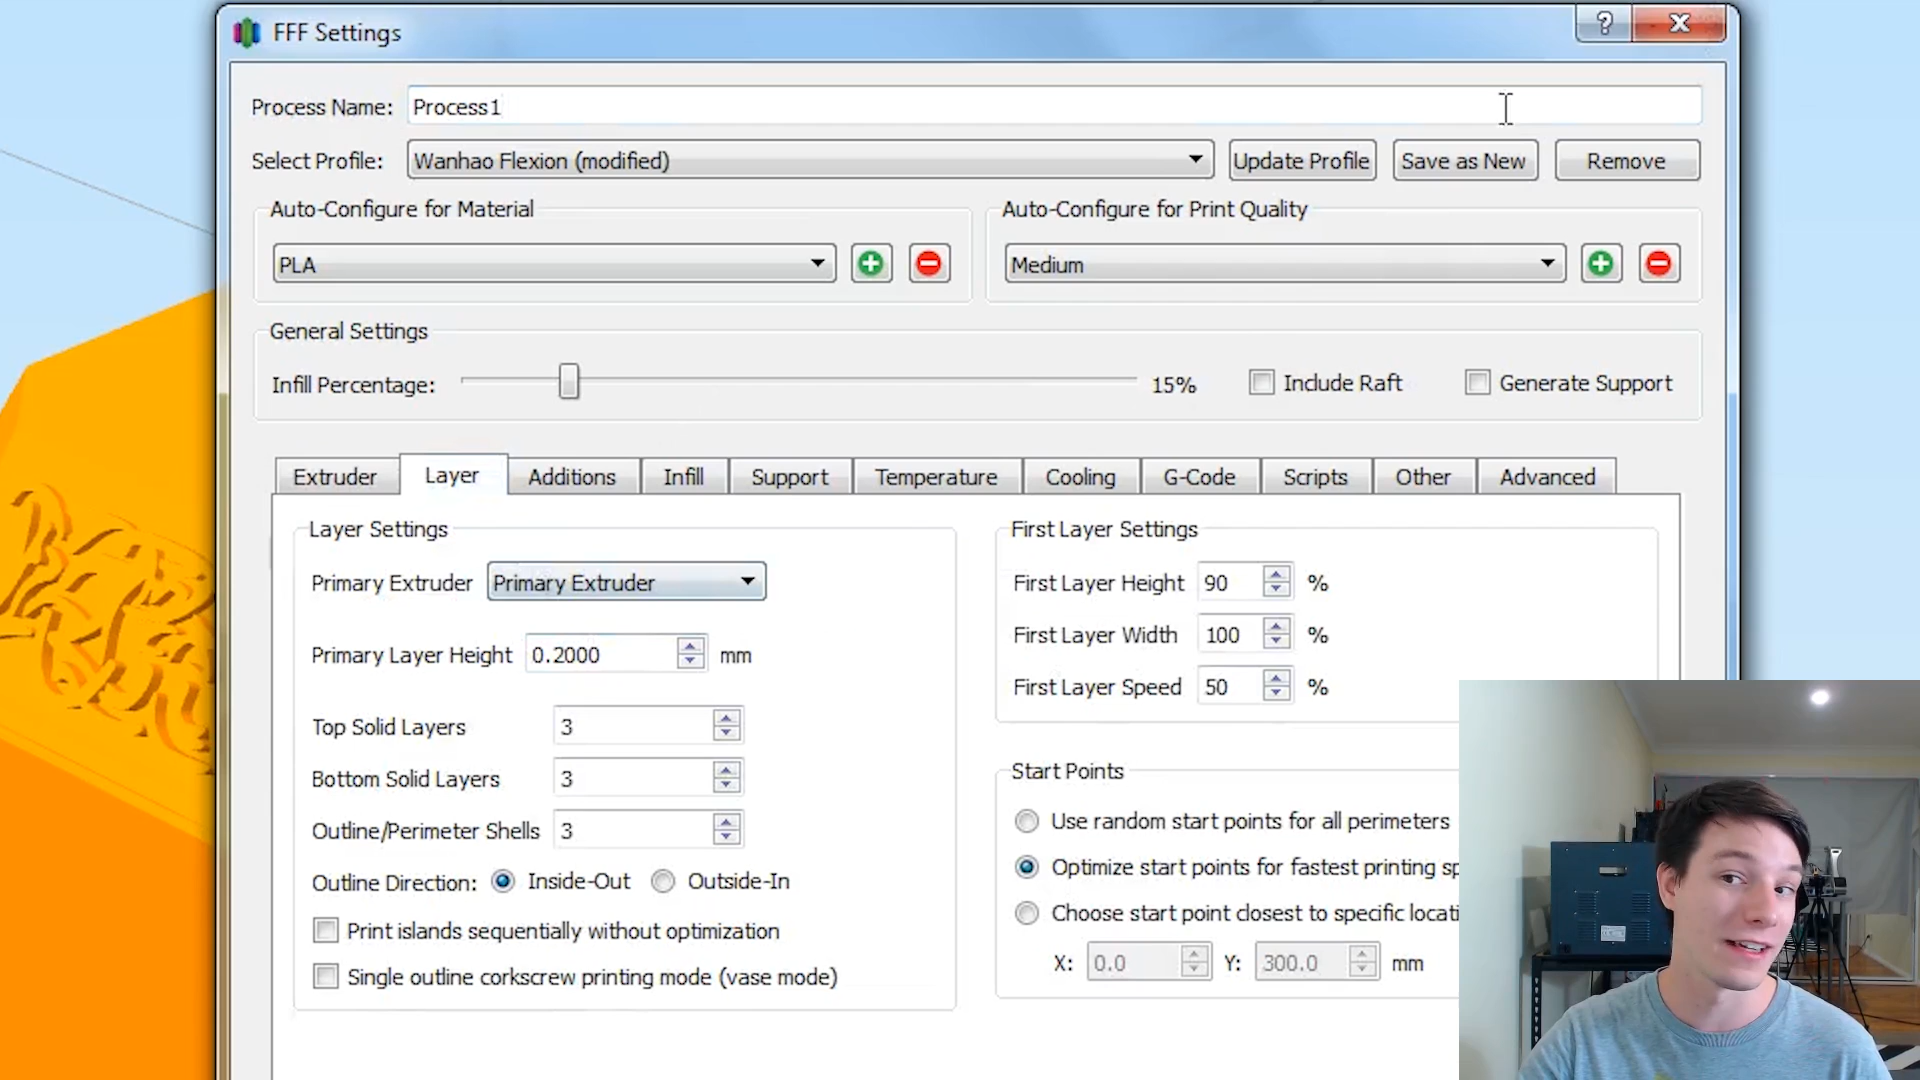 FFF Settings
?
Process Name: Process1
Select Profile: Wanhao Flexion (modified) Update Profile Save as New Remove
Auto-Configure for Material Auto-Configure for Print Quality
PLA Medium
General Settings
Infill Percentage: 15% Include Raft Generate Support
Extruder Layer Additions Infill Support Temperature Cooling G-Code Scripts Other Advanced
Layer Settings
Primary Extruder Primary Extruder
Primary Layer Height 0.2000 mm
Top Solid Layers 3
Bottom Solid Layers 3
Outline/Perimeter Shells 3
Outline Direction: Inside-Out Outside-In
Print islands sequentially without optimization
Single outline corkscrew printing mode (vase mode)
First Layer Settings
First Layer Height 90 %
First Layer Width 100 %
First Layer Speed 50 %
Start Points
Use random start points for all perimeters
Optimize start points for fastest printing sp
Choose start point closest to specific locati
X: 0.0 Y: 300.0 mm